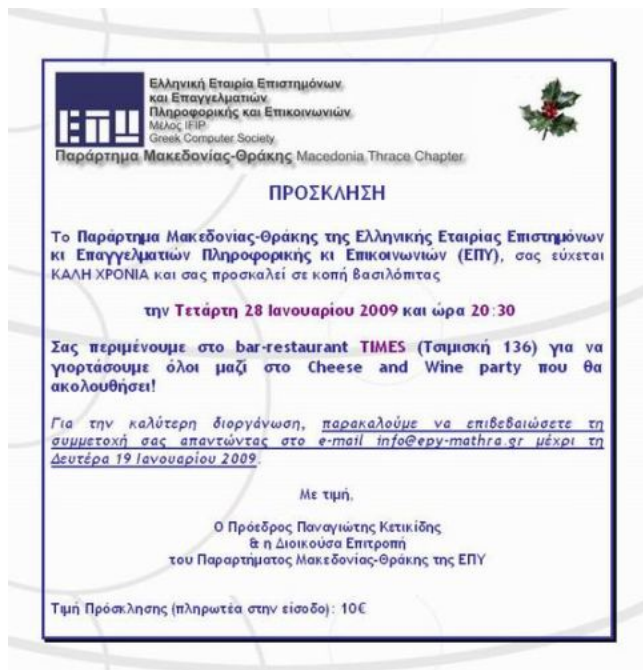 Ελληνική Εταιρία Επιστημόνων
και Επαγγελματιών
Πληροφορικής και Επικοινωνιών
Μέλος IFIP
Greek Computer Society
ΕΠΥ
Παράρτημα Μακεδονίας-Θράκης Macedonia Thrace Chapter
ΠΡΟΣΚΛΗΣΗ
Το Παράρτημα Μακεδονίας-Θράκης της Ελληνικής Εταιρίας Επιστημόνων
κι Επαγγελματιών Πληροφορικής κι Επικοινωνιών (ΕΠΥ), σας εύχεται
ΚΑΛΗ ΧΡΟΝΙΑ και σας προσκαλεί σε κοπή βασιλόπιτας
την Τετάρτη 28 Ιανουαρίου 2009 και ώρα 20:30
Σας περιμένουμε στο bar-restaurant TIMES (Τσιμισκή 136) για να
γιορτάσουμε όλοι μαζί στο Cheese and Wine party που θα
ακολουθήσει!
Για την καλύτερη διοργάνωση, παρακαλούμε να επιβεβαιώσετε τη
συμμετοχή σας απαντώντας στο e-mail info@epy-mathra.gr μέχρι τη
Δευτέρα 19 Ιανουαρίου 2009.
Με τιμή,
Ο Πρόεδρος Παναγιώτης Κετικίδης
& η Διοικούσα Επιτροπή
του Παραρτήματος Μακεδονίας-Θράκης της ΕΠΥ
Τιμή Πρόσκλησης (πληρωτέα στην είσοδο): 10€